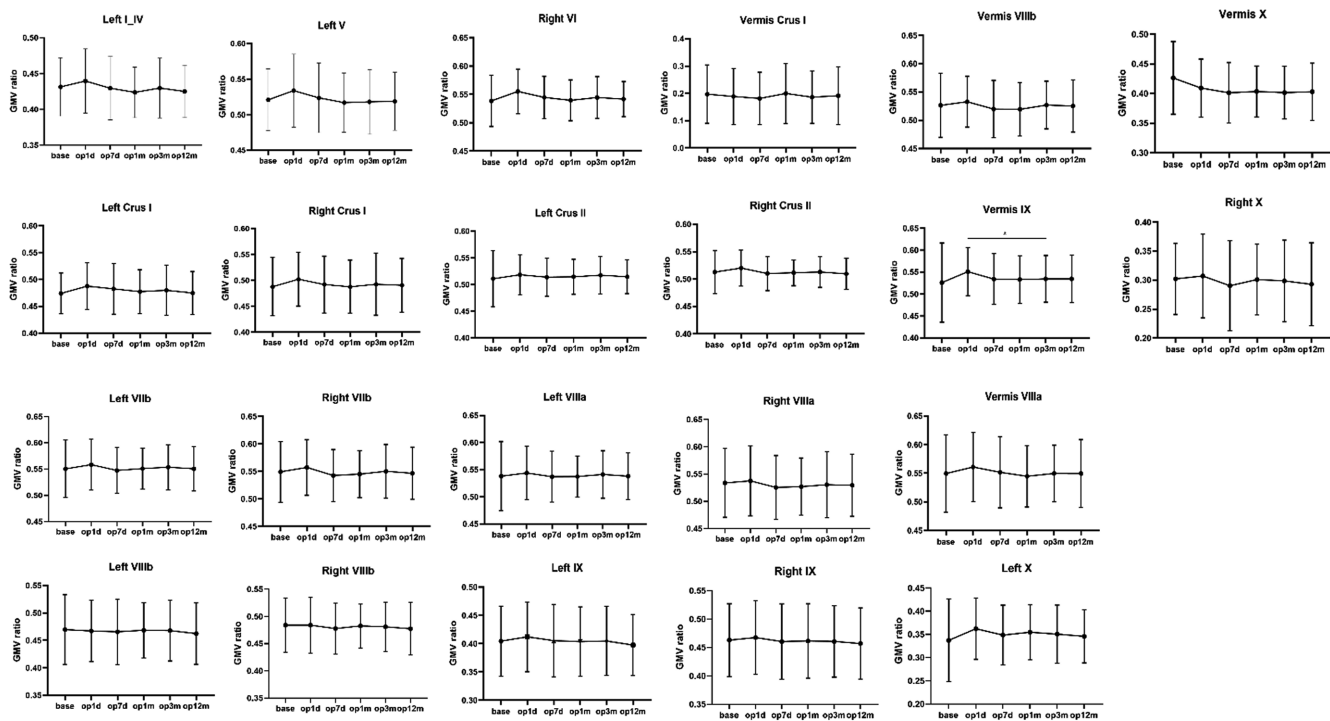 Left I_IV
GMV ratio
0.50
0.45
0.40
0.35
base op1d op7d op1m op3m op12m
Left V
GMV ratio
0.60
0.55
0.50
0.45
base op1d op7d op1m op3m op12m
Right VI
GMV ratio
0.65
0.60
0.55
0.50
0.45
base op1d op7d op1m op3m op12m
Vermis Crus I
GMV ratio
0.4
0.3
0.2
0.1
0.0
base op1d op7d op1m op3m op12m
Vermis VIIIb
GMV ratio
0.65
0.60
0.55
0.50
0.45
base op1d op7d op1m op3m op12m
Vermis X
GMV ratio
0.50
0.45
0.40
0.35
0.30
base op1d op7d op1m op3m op12m
Left Crus I
GMV ratio
0.60
0.55
0.50
0.45
0.40
base op1d op7d op1m op3m op12m
Right Crus I
GMV ratio
0.60
0.55
0.50
0.45
0.40
base op1d op7d op1m op3m op12m
Left Crus II
GMV ratio
0.60
0.55
0.50
0.45
0.40
base op1d op7d op1m op3m op12m
Right Crus II
GMV ratio
0.60
0.55
0.50
0.45
0.40
base op1d op7d op1m op3m op12m
Vermis IX
GMV ratio
0.65
0.60
0.55
0.50
0.45
0.40
base op1d op7d op1m op3m op12m
Right X
GMV ratio
0.40
0.35
0.30
0.25
0.20
base op1d op7d op1m op3m op12m
Left VIIb
GMV ratio
0.65
0.60
0.55
0.50
0.45
base op1d op7d op1m op3m op12m
Right VIIb
GMV ratio
0.65
0.60
0.55
0.50
0.45
base op1d op7d op1m op3m op12m
Left VIIIa
GMV ratio
0.65
0.60
0.55
0.50
0.45
base op1d op7d op1m op3m op12m
Right VIIIa
GMV ratio
0.65
0.60
0.55
0.50
0.45
base op1d op7d op1m op3m op12m
Vermis VIIIa
GMV ratio
0.65
0.60
0.55
0.50
0.45
base op1d op7d op1m op3m op12m
Left VIIIb
GMV ratio
0.55
0.50
0.45
0.40
0.35
base op1d op7d op1m op3m op12m
Right VIIIb
GMV ratio
0.55
0.50
0.45
0.40
0.35
base op1d op7d op1m op3m op12m
Left IX
GMV ratio
0.50
0.45
0.40
0.35
0.30
base op1d op7d op1m op3m op12m
Right IX
GMV ratio
0.60
0.55
0.50
0.45
0.40
0.35
base op1d op7d op1m op3m op12m
Left X
GMV ratio
0.45
0.40
0.35
0.30
0.25
0.20
base op1d op7d op1m op3m op12m